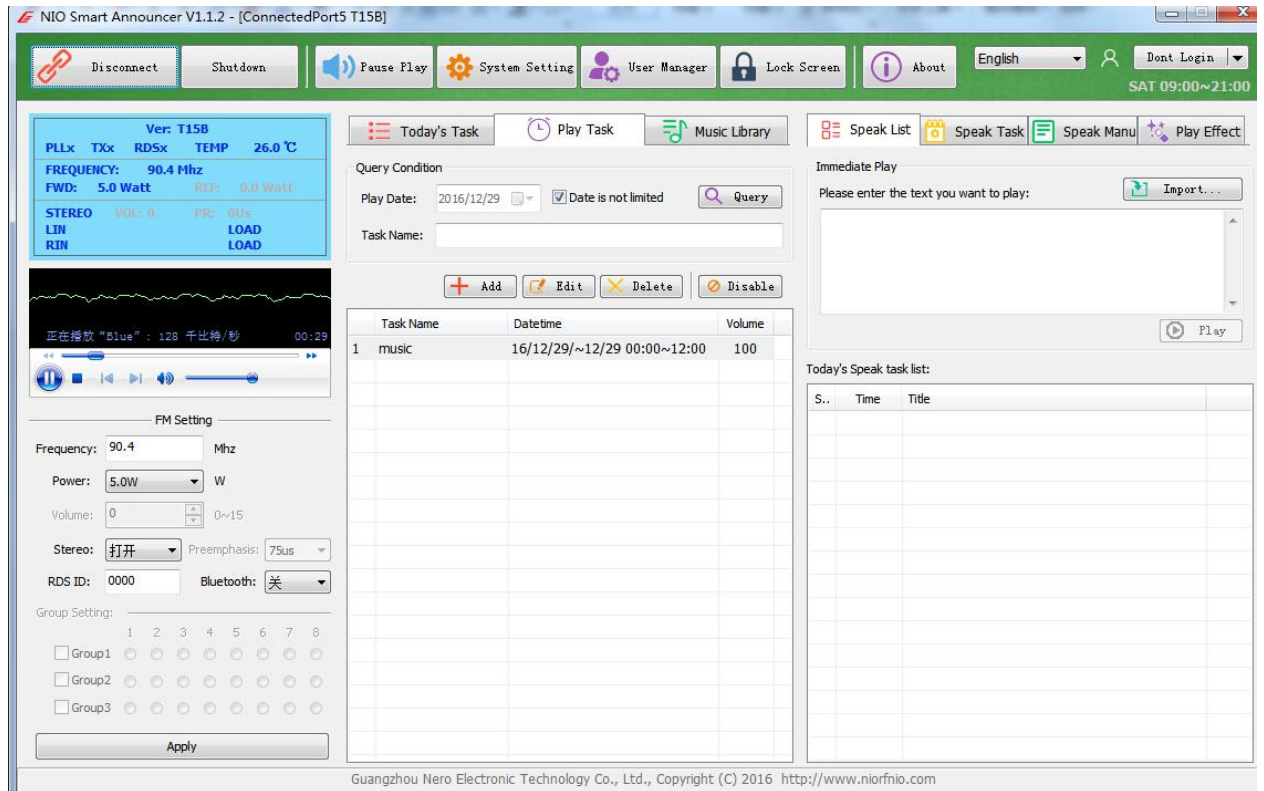 NIO Smart Announcer V1.1.2 - [ConnectedPort5 T15B]
Disconnect Shutdown Pause Play System Setting User Manager Lock Screen About English Dont Login
SAT 09:00~21:00
Ver: T15B
PLLx TXx RDSx TEMP 26.0 ℃
FREQUENCY: 90.4 Mhz
FWD: 5.0 Watt REF: 0.0 Watt
STEREO VOL: 0 PR: 0Us
LIN LOAD
RIN LOAD
正在播放 "Blue" : 128 千比特/秒 00:29
FM Setting
Frequency: 90.4 Mhz
Power: 5.0W W
Volume: 0 0~15
Stereo: 打开 Preemphasis: 75us
RDS ID: 0000 Bluetooth: 关
Group Setting:
1 2 3 4 5 6 7 8
Group1
Group2
Group3
Apply
Today's Task Play Task Music Library
Query Condition
Play Date: 2016/12/29 Date is not limited Query
Task Name:
Add Edit Delete Disable
Task Name Datetime Volume
1 music 16/12/29/~12/29 00:00~12:00 100
Speak List Speak Task Speak Manu Play Effect
Immediate Play
Please enter the text you want to play: Import...
Play
Today's Speak task list:
S.. Time Title
Guangzhou Nero Electronic Technology Co., Ltd., Copyright (C) 2016 http://www.niorfnio.com